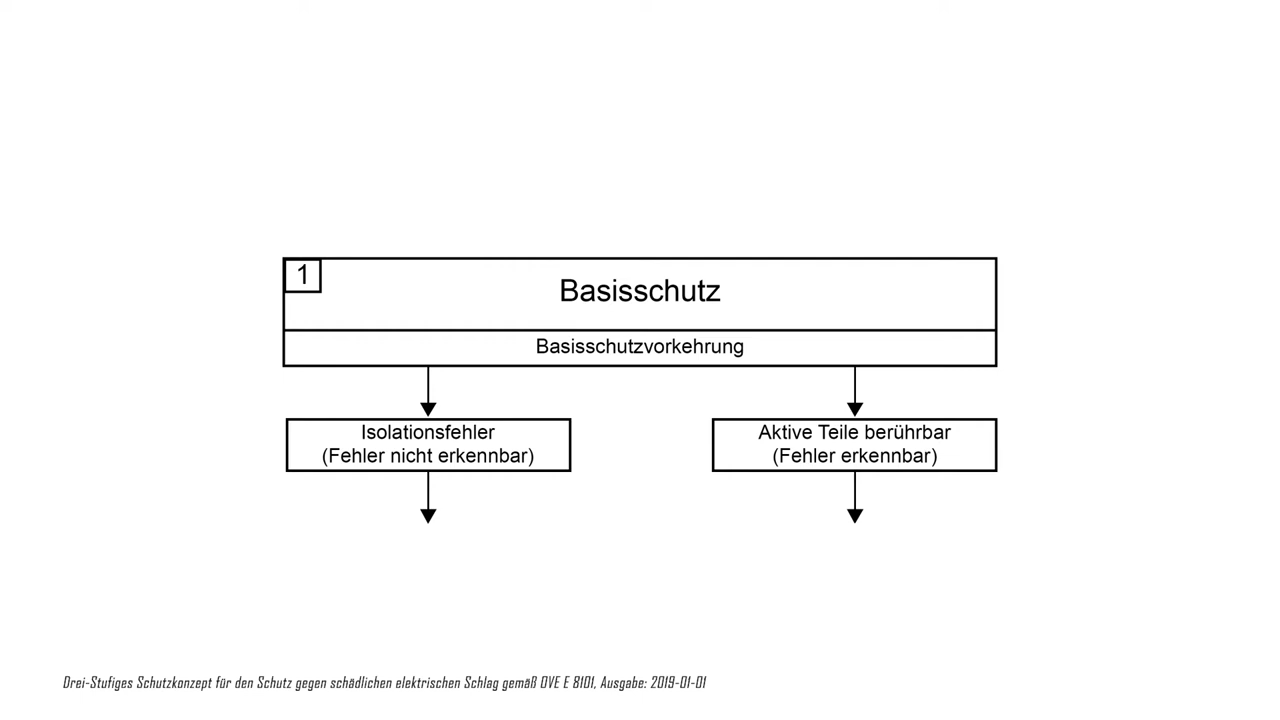 1
Basisschutz
Basisschutzvorkehrung
Isolationsfehler
(Fehler nicht erkennbar)
Aktive Teile berührbar
(Fehler erkennbar)
Drei-Stufiges Schutzkonzept für den Schutz gegen schädlichen elektrischen Schlag gemäß OVE E 8101, Ausgabe: 2019-01-01